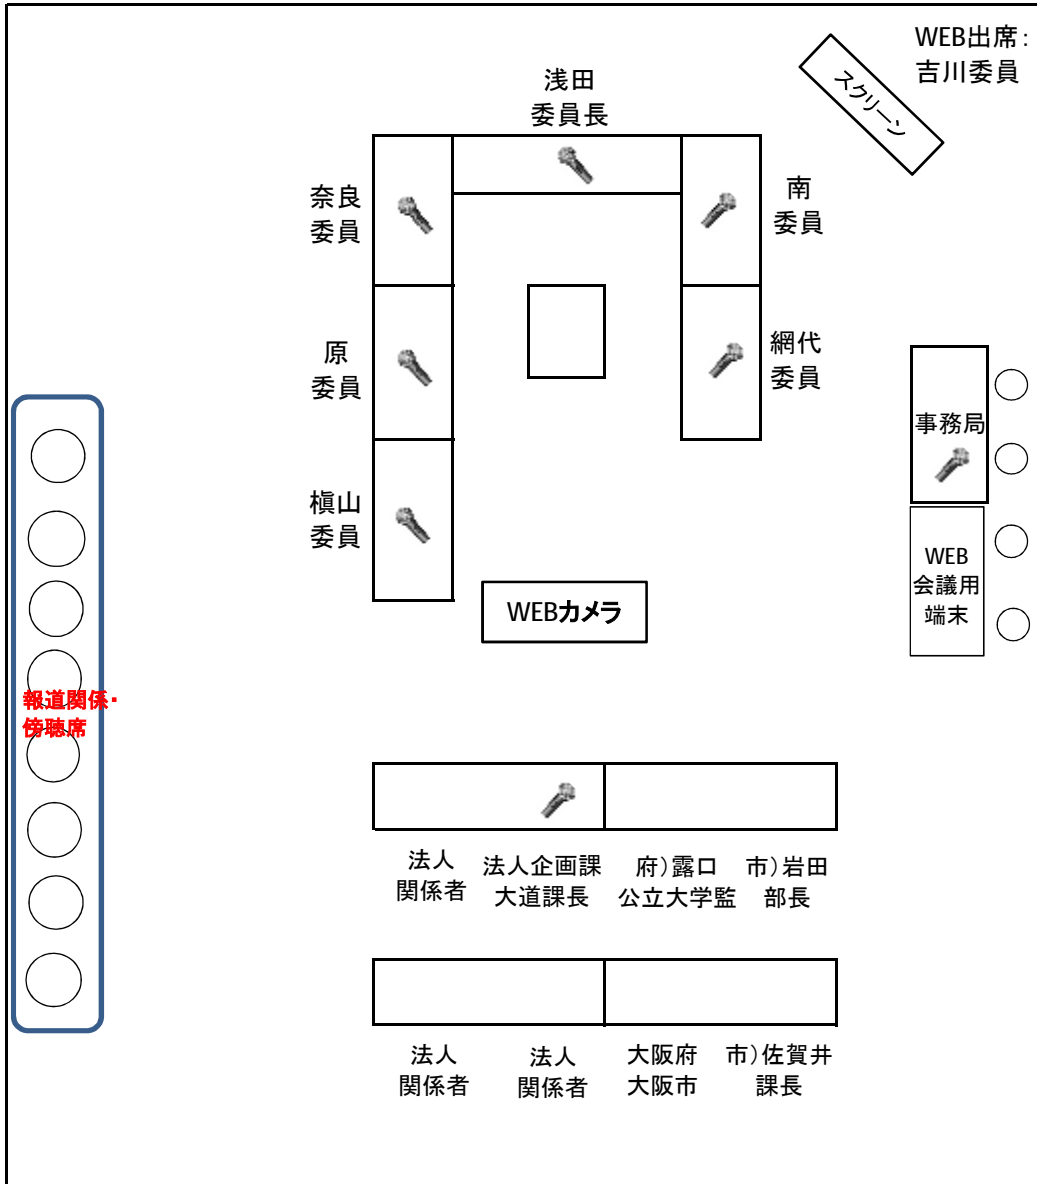 WEB出席：
吉川委員
スクリーン
浅田
委員長
奈良
委員
南
委員
原
委員
網代
委員
槇山
委員
事務局
WEB
会議用
端末
WEBカメラ
報道関係・
傍聴席
法人
関係者
法人企画課
大道課長
府）露口
公立大学監
市）岩田
部長
法人
関係者
法人
関係者
大阪府
大阪市
市）佐賀井
課長